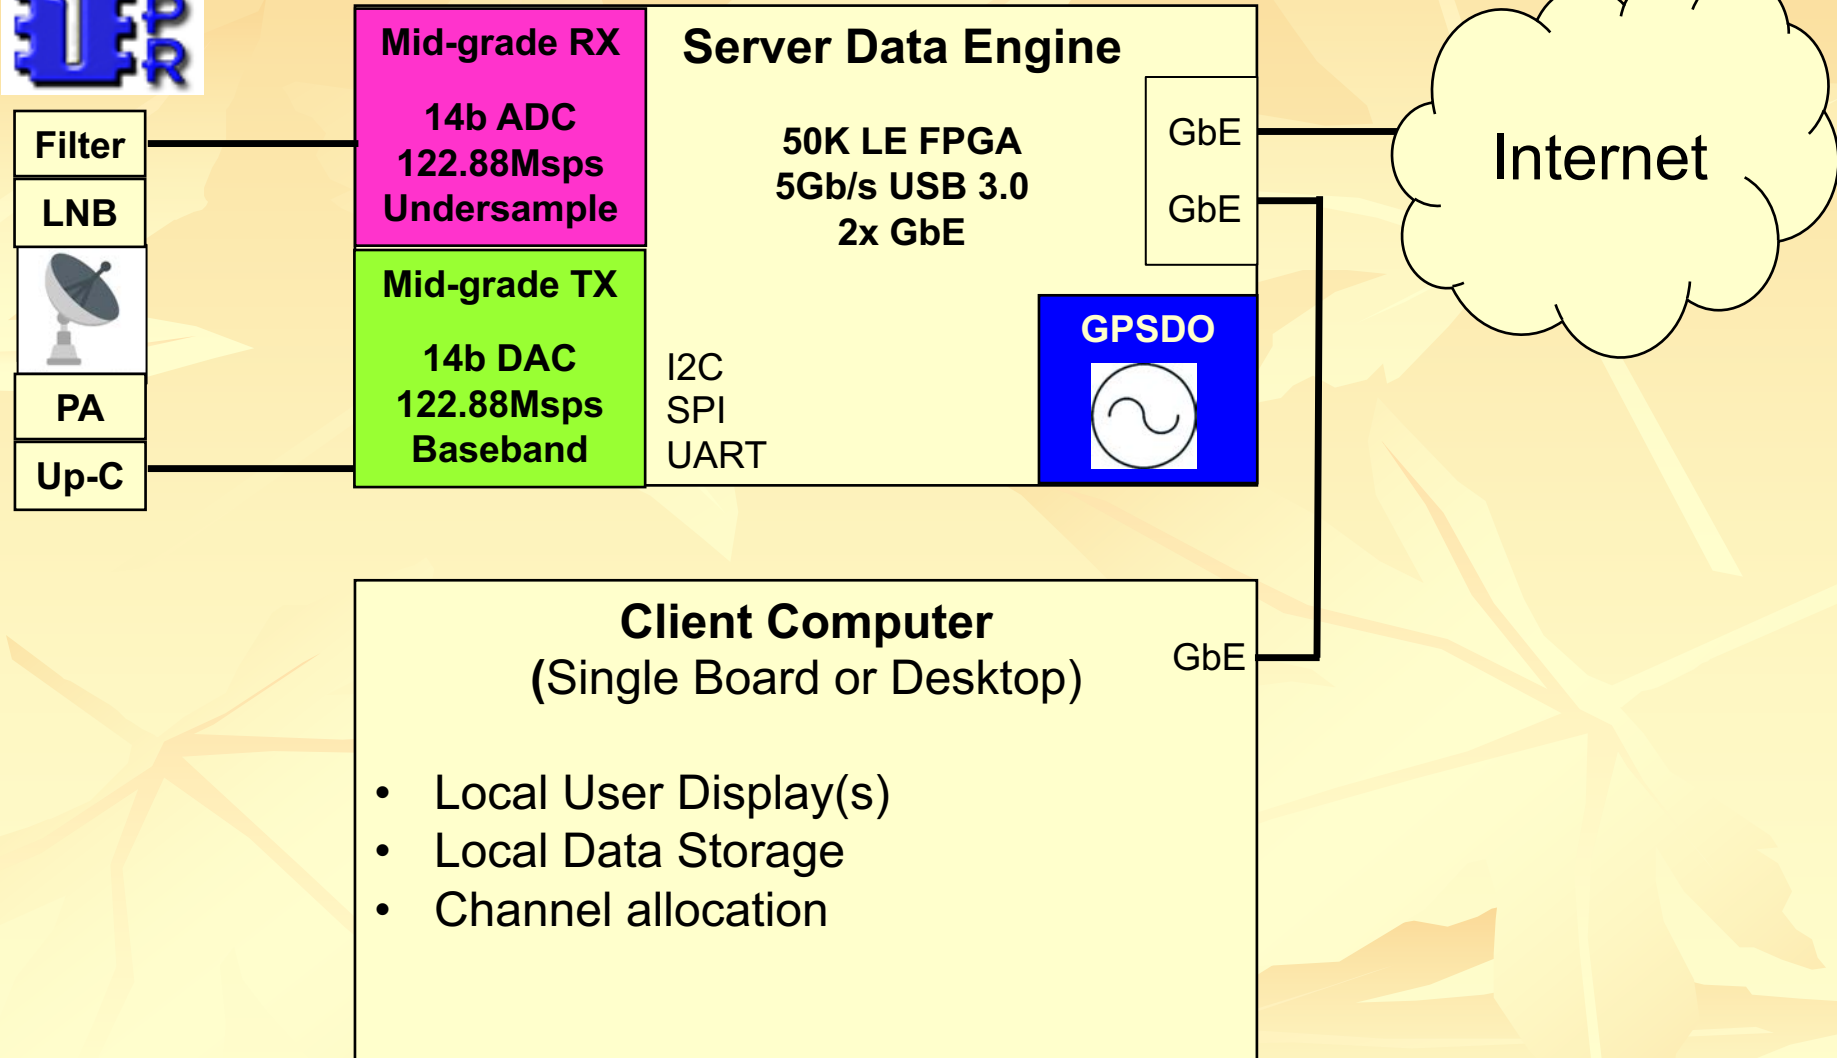 P
R
Filter
LNB
PA
Up-C
Mid-grade RX
14b ADC
122.88Msps
Undersample
Mid-grade TX
14b DAC
122.88Msps
Baseband
Server Data Engine
50K LE FPGA
5Gb/s USB 3.0
2x GbE
I2C
SPI
UART
GbE
GbE
GPSDO
Internet
Client Computer
(Single Board or Desktop)
GbE
• Local User Display(s)
• Local Data Storage
• Channel allocation